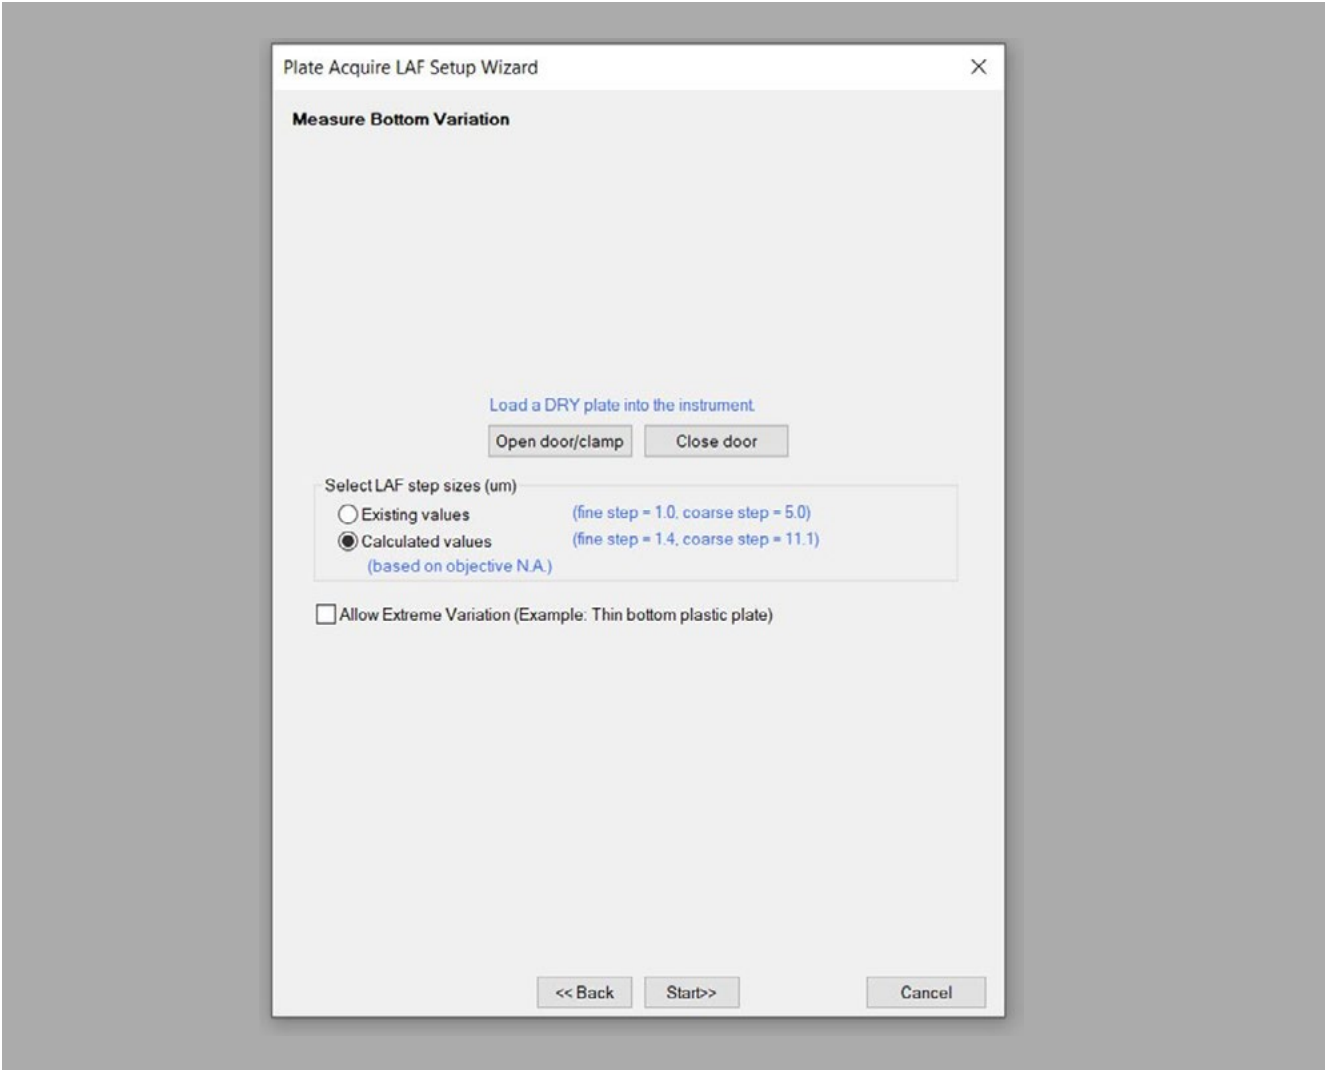 Plate Acquire LAF Setup Wizard
Measure Bottom Variation
Load a DRY plate into the instrument.
Open door/clamp Close door
Select LAF step sizes (um)
Existing values (fine step = 1.0, coarse step = 5.0)
Calculated values (fine step = 1.4, coarse step = 11.1)
(based on objective N.A.)
Allow Extreme Variation (Example: Thin bottom plastic plate)
<< Back Start>> Cancel